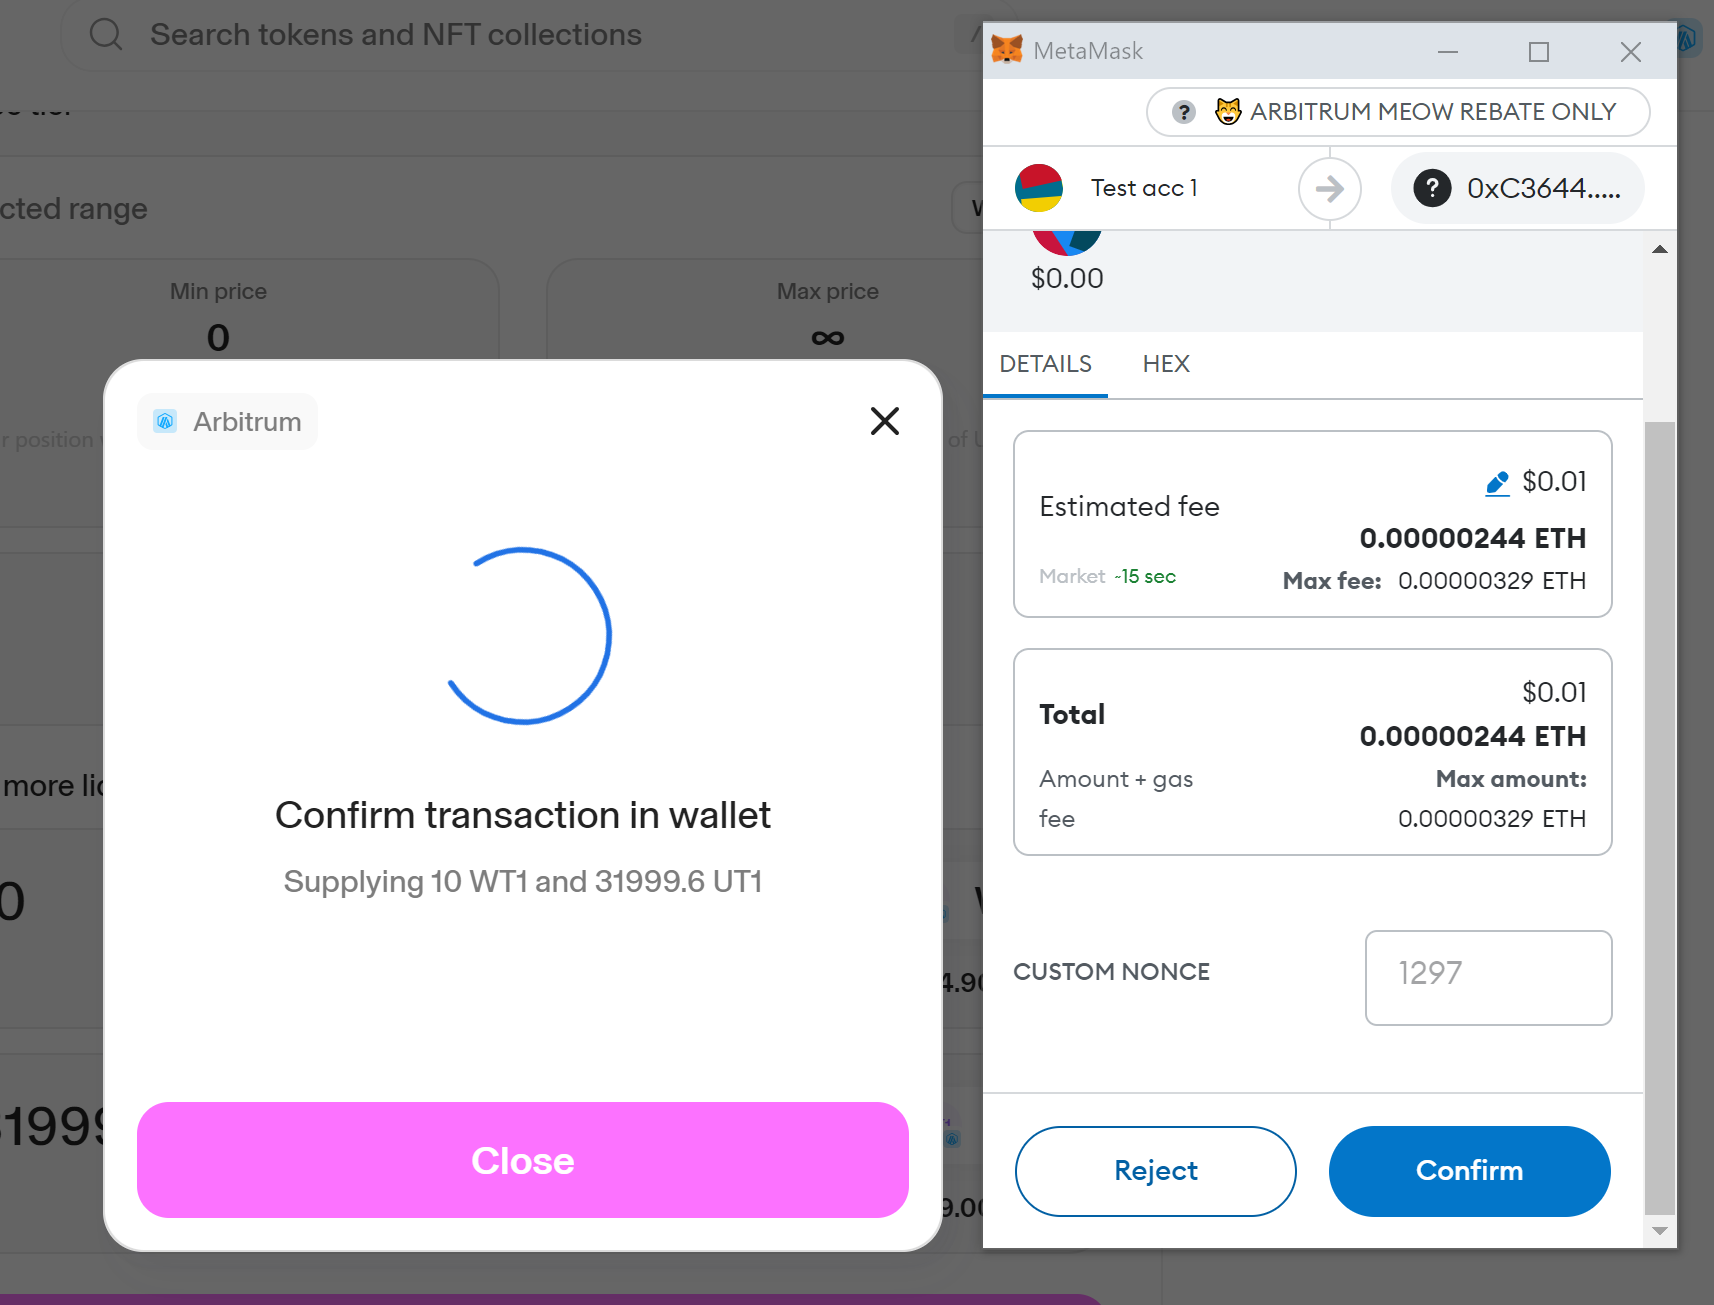 Search tokens and NFT collections
cted range
Min price
0
Max price
∞
r position
of
Arbitrum
Confirm transaction in wallet
Supplying 10 WT1 and 31999.6 UT1
Close
more
0
MetaMask
? ARBITRUM MEOW REBATE ONLY
Test acc 1
? 0xC3644.....
$0.00
DETAILS
HEX
Estimated fee
$0.01
0.00000244 ETH
Market ~15 sec
Max fee: 0.00000329 ETH
Total
$0.01
0.00000244 ETH
Amount + gas fee
Max amount:
0.00000329 ETH
CUSTOM NONCE
1297
Reject
Confirm